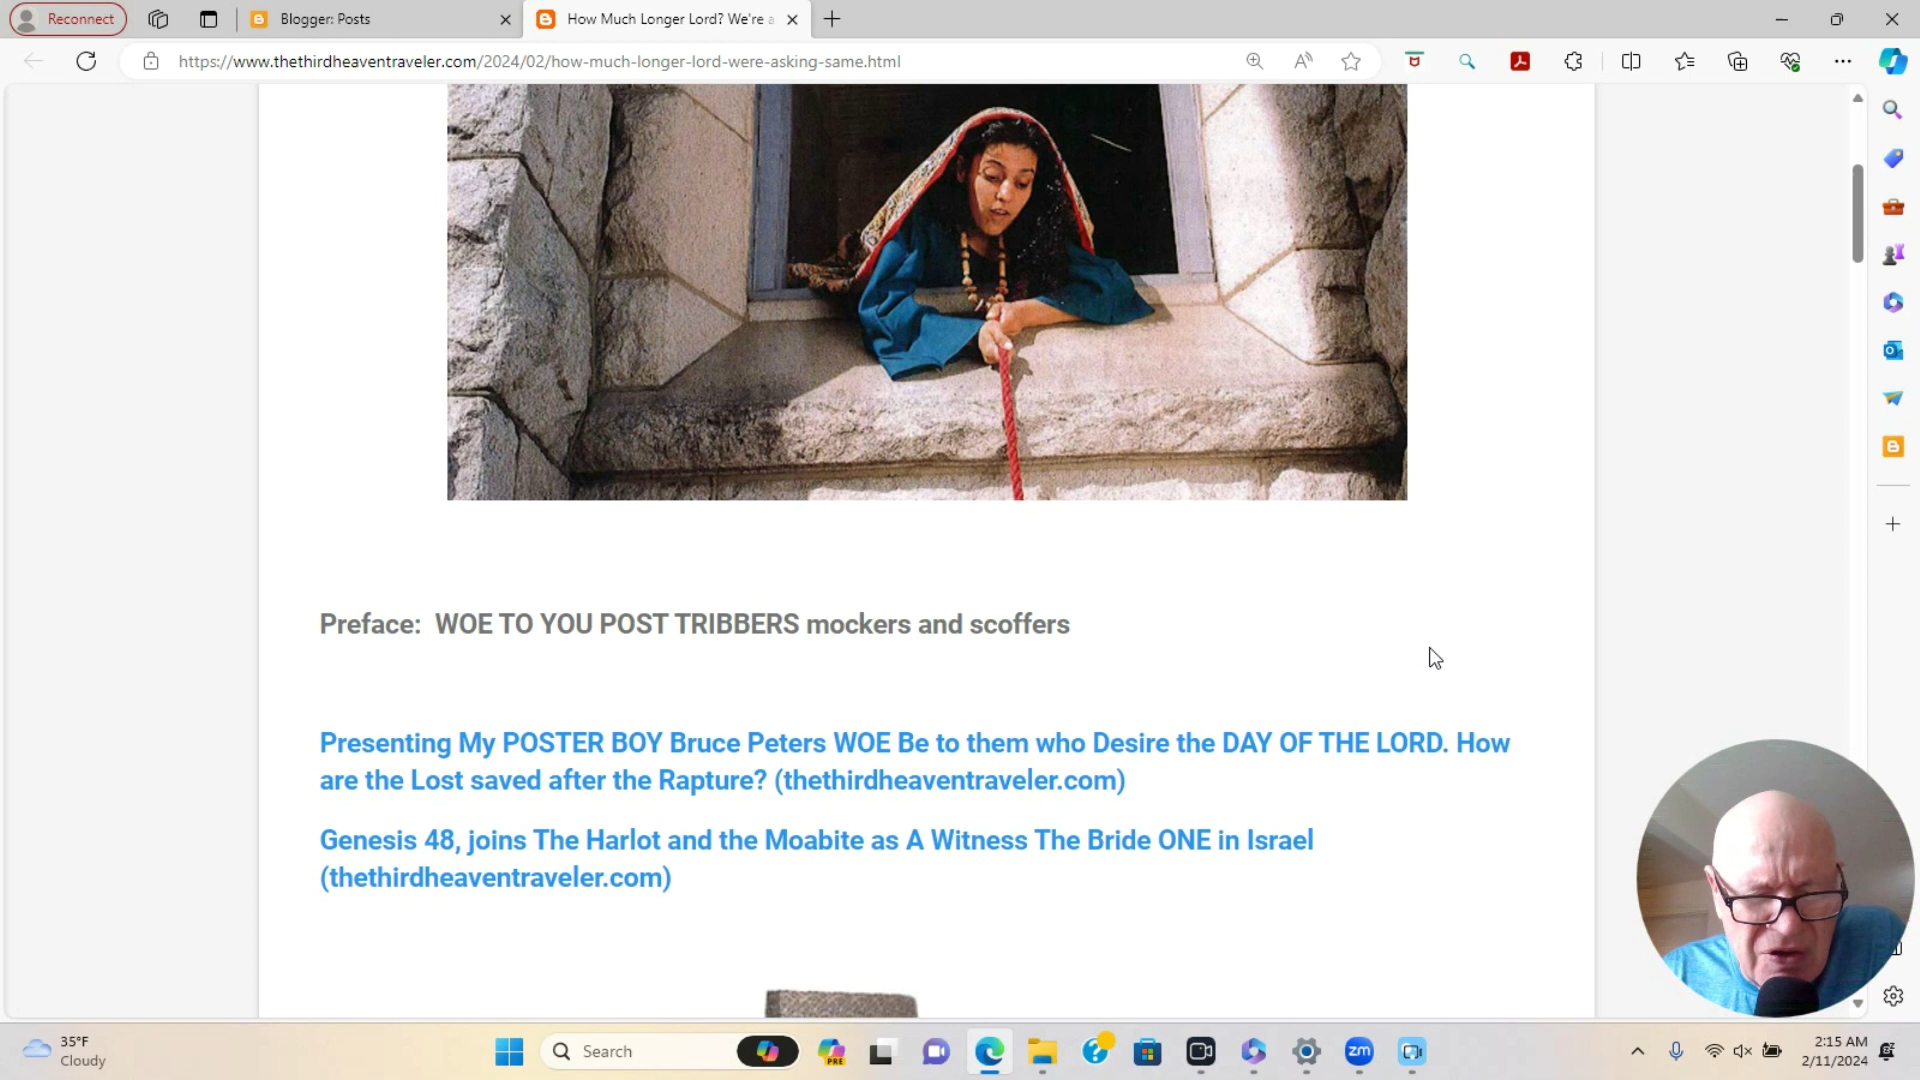 Reconnect
Blogger: Posts
How Much Longer Lord? We're a
https://www.thethirdheaventraveler.com/2024/02/how-much-longer-lord-were-asking-same.html
Preface: WOE TO YOU POST TRIBBERS mockers and scoffers
Presenting My POSTER BOY Bruce Peters WOE Be to them who Desire the DAY OF THE LORD. How
are the Lost saved after the Rapture? (thethirdheaventraveler.com)
Genesis 48, joins The Harlot and the Moabite as A Witness The Bride ONE in Israel
(thethirdheaventraveler.com)
35°F
Cloudy
Search
PRE
zm
2:15 AM
2/11/2024